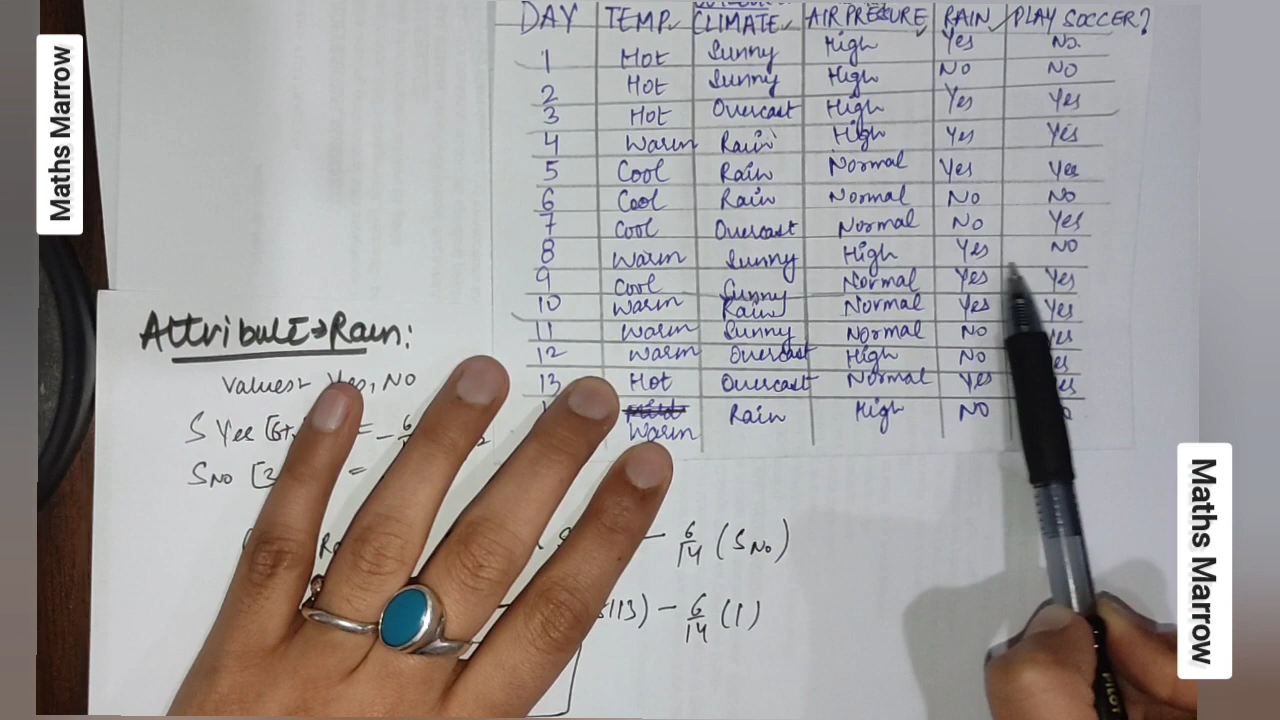 Maths Marrow
DAY TEMP. CLIMATE AIR PRESSURE RAIN PLAY SOCCER?
1 Hot Sunny High Yes No.
2 Hot Sunny High NO NO
3 Hot Overcast High Yes Yes
4 Warm Rain High Yes Yes
5 Cool Rain Normal Yes Yes
6 Cool Rain Normal NO NO
7 Cool Overcast Normal NO Yes
8 Warm Sunny High Yes NO
9 Cool Sunny Normal Yes Yes
10 Warm Rain Normal Yes Yes
11 Warm Sunny Normal NO Yes
12 Warm Overcast High NO
13 Hot Overcast Normal Yes
Warm Rain High NO
Attribute→Rain:
Values→ Yes, NO
S Yes [6+, = - 6
S NO [3 =
- 6/14 (S No)
- 6/14 (1)
Maths Marrow
PILOT